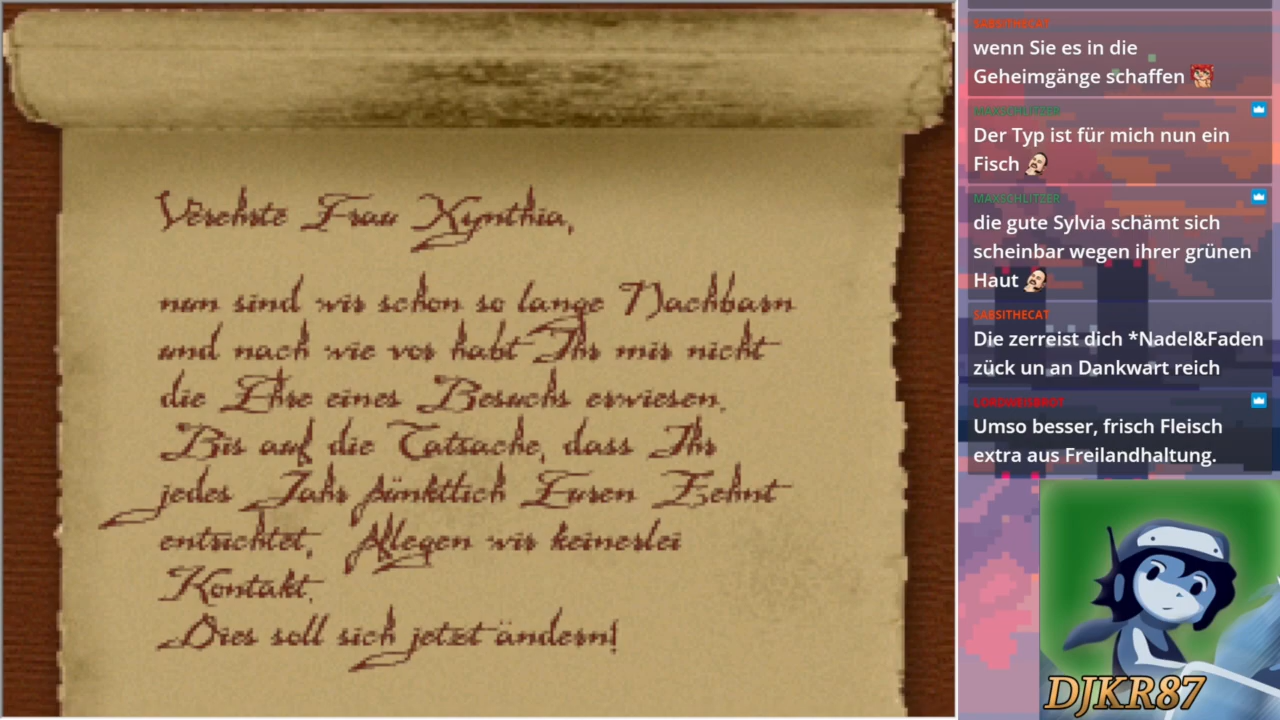 Verehrte Frau Xynthia,
nun sind wir schon so lange Nachbarn
und nach wie vor habt Ihr mir nicht
die Ehre eines Besuchs erwiesen.
Bis auf die Tatsache, dass Ihr
jedes Jahr pünktlich Euren Zehnt
entrichtet, pflegen wir keinerlei
Kontakt.
Dies soll sich jetzt ändern!
SABSITHECAT
wenn Sie es in die
Geheimgänge schaffen
MAXSCHLITZER
Der Typ ist für mich nun ein
Fisch
MAXSCHLITZER
die gute Sylvia schämt sich
scheinbar wegen ihrer grünen
Haut
SABSITHECAT
Die zerreist dich *Nadel&Faden
zück un an Dankwart reich
LORDWEISBROT
Umso besser, frisch Fleisch
extra aus Freilandhaltung.
DJKR87